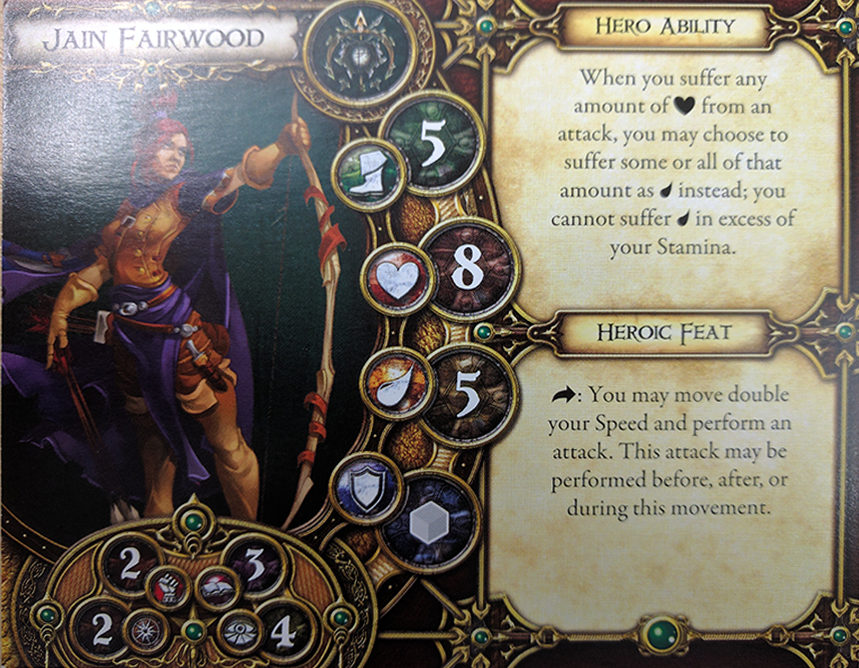 JAIN FAIRWOOD
5
8
5
2
3
2
4
HERO ABILITY
When you suffer any
amount of from an
attack, you may choose to
suffer some or all of that
amount as instead; you
cannot suffer in excess of
your Stamina.
HEROIC FEAT
: You may move double
your Speed and perform an
attack. This attack may be
performed before, after, or
during this movement.